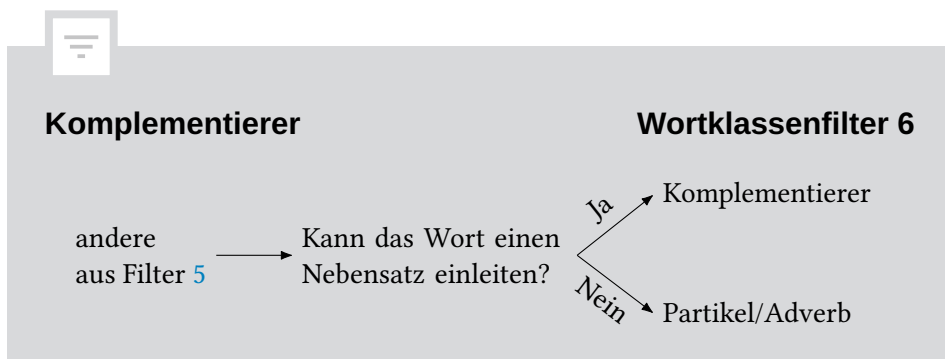 Komplementierer
Wortklassenfilter 6
andere
aus Filter 5
Kann das Wort einen
Nebensatz einleiten?
Ja
Nein
Komplementierer
Partikel/Adverb